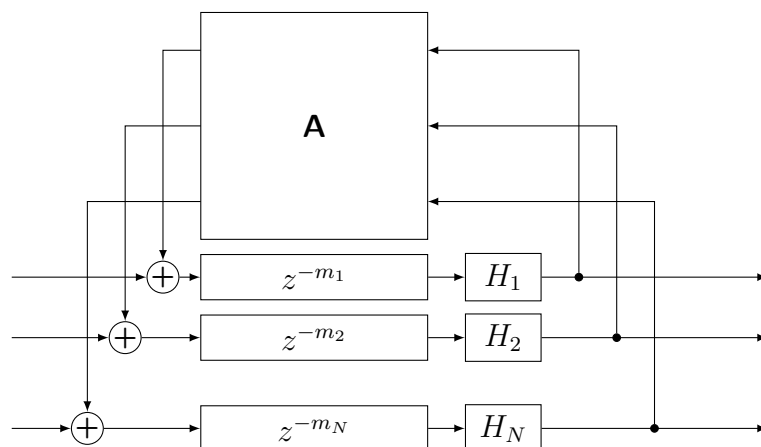 A
+ z^{-m_1} H_1
+ z^{-m_2} H_2
+ z^{-m_N} H_N